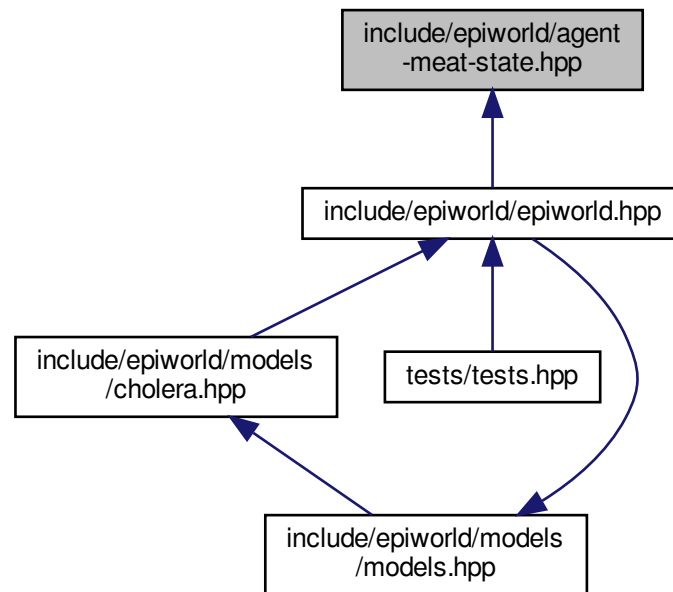 include/epiworld/agent
-meat-state.hpp
include/epiworld/epiworld.hpp
include/epiworld/models
/cholera.hpp
tests/tests.hpp
include/epiworld/models
/models.hpp